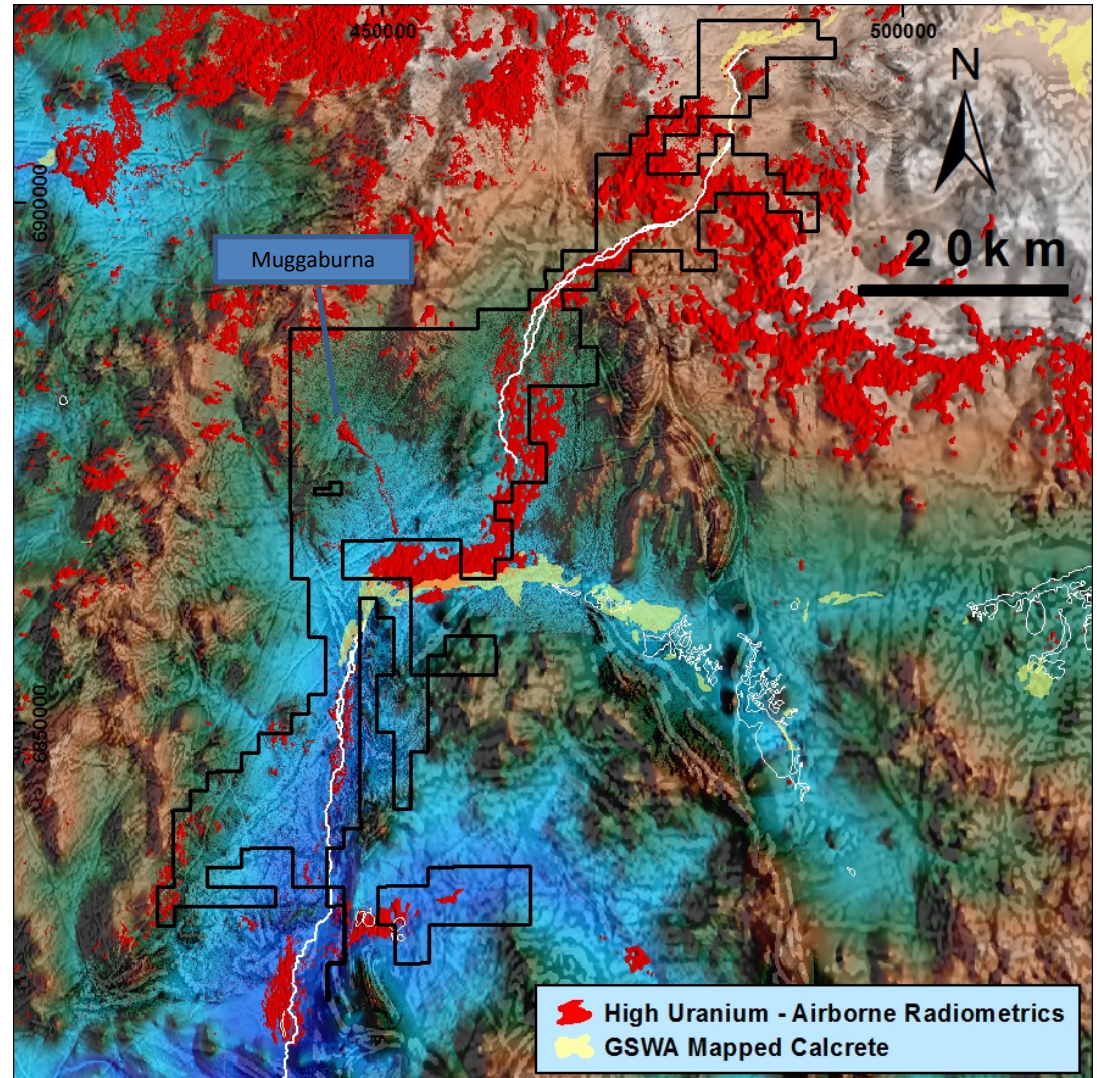 450000
500000
N
6900000
20km
Muggaburna
6850000
High Uranium - Airborne Radiometrics
GSWA Mapped Calcrete